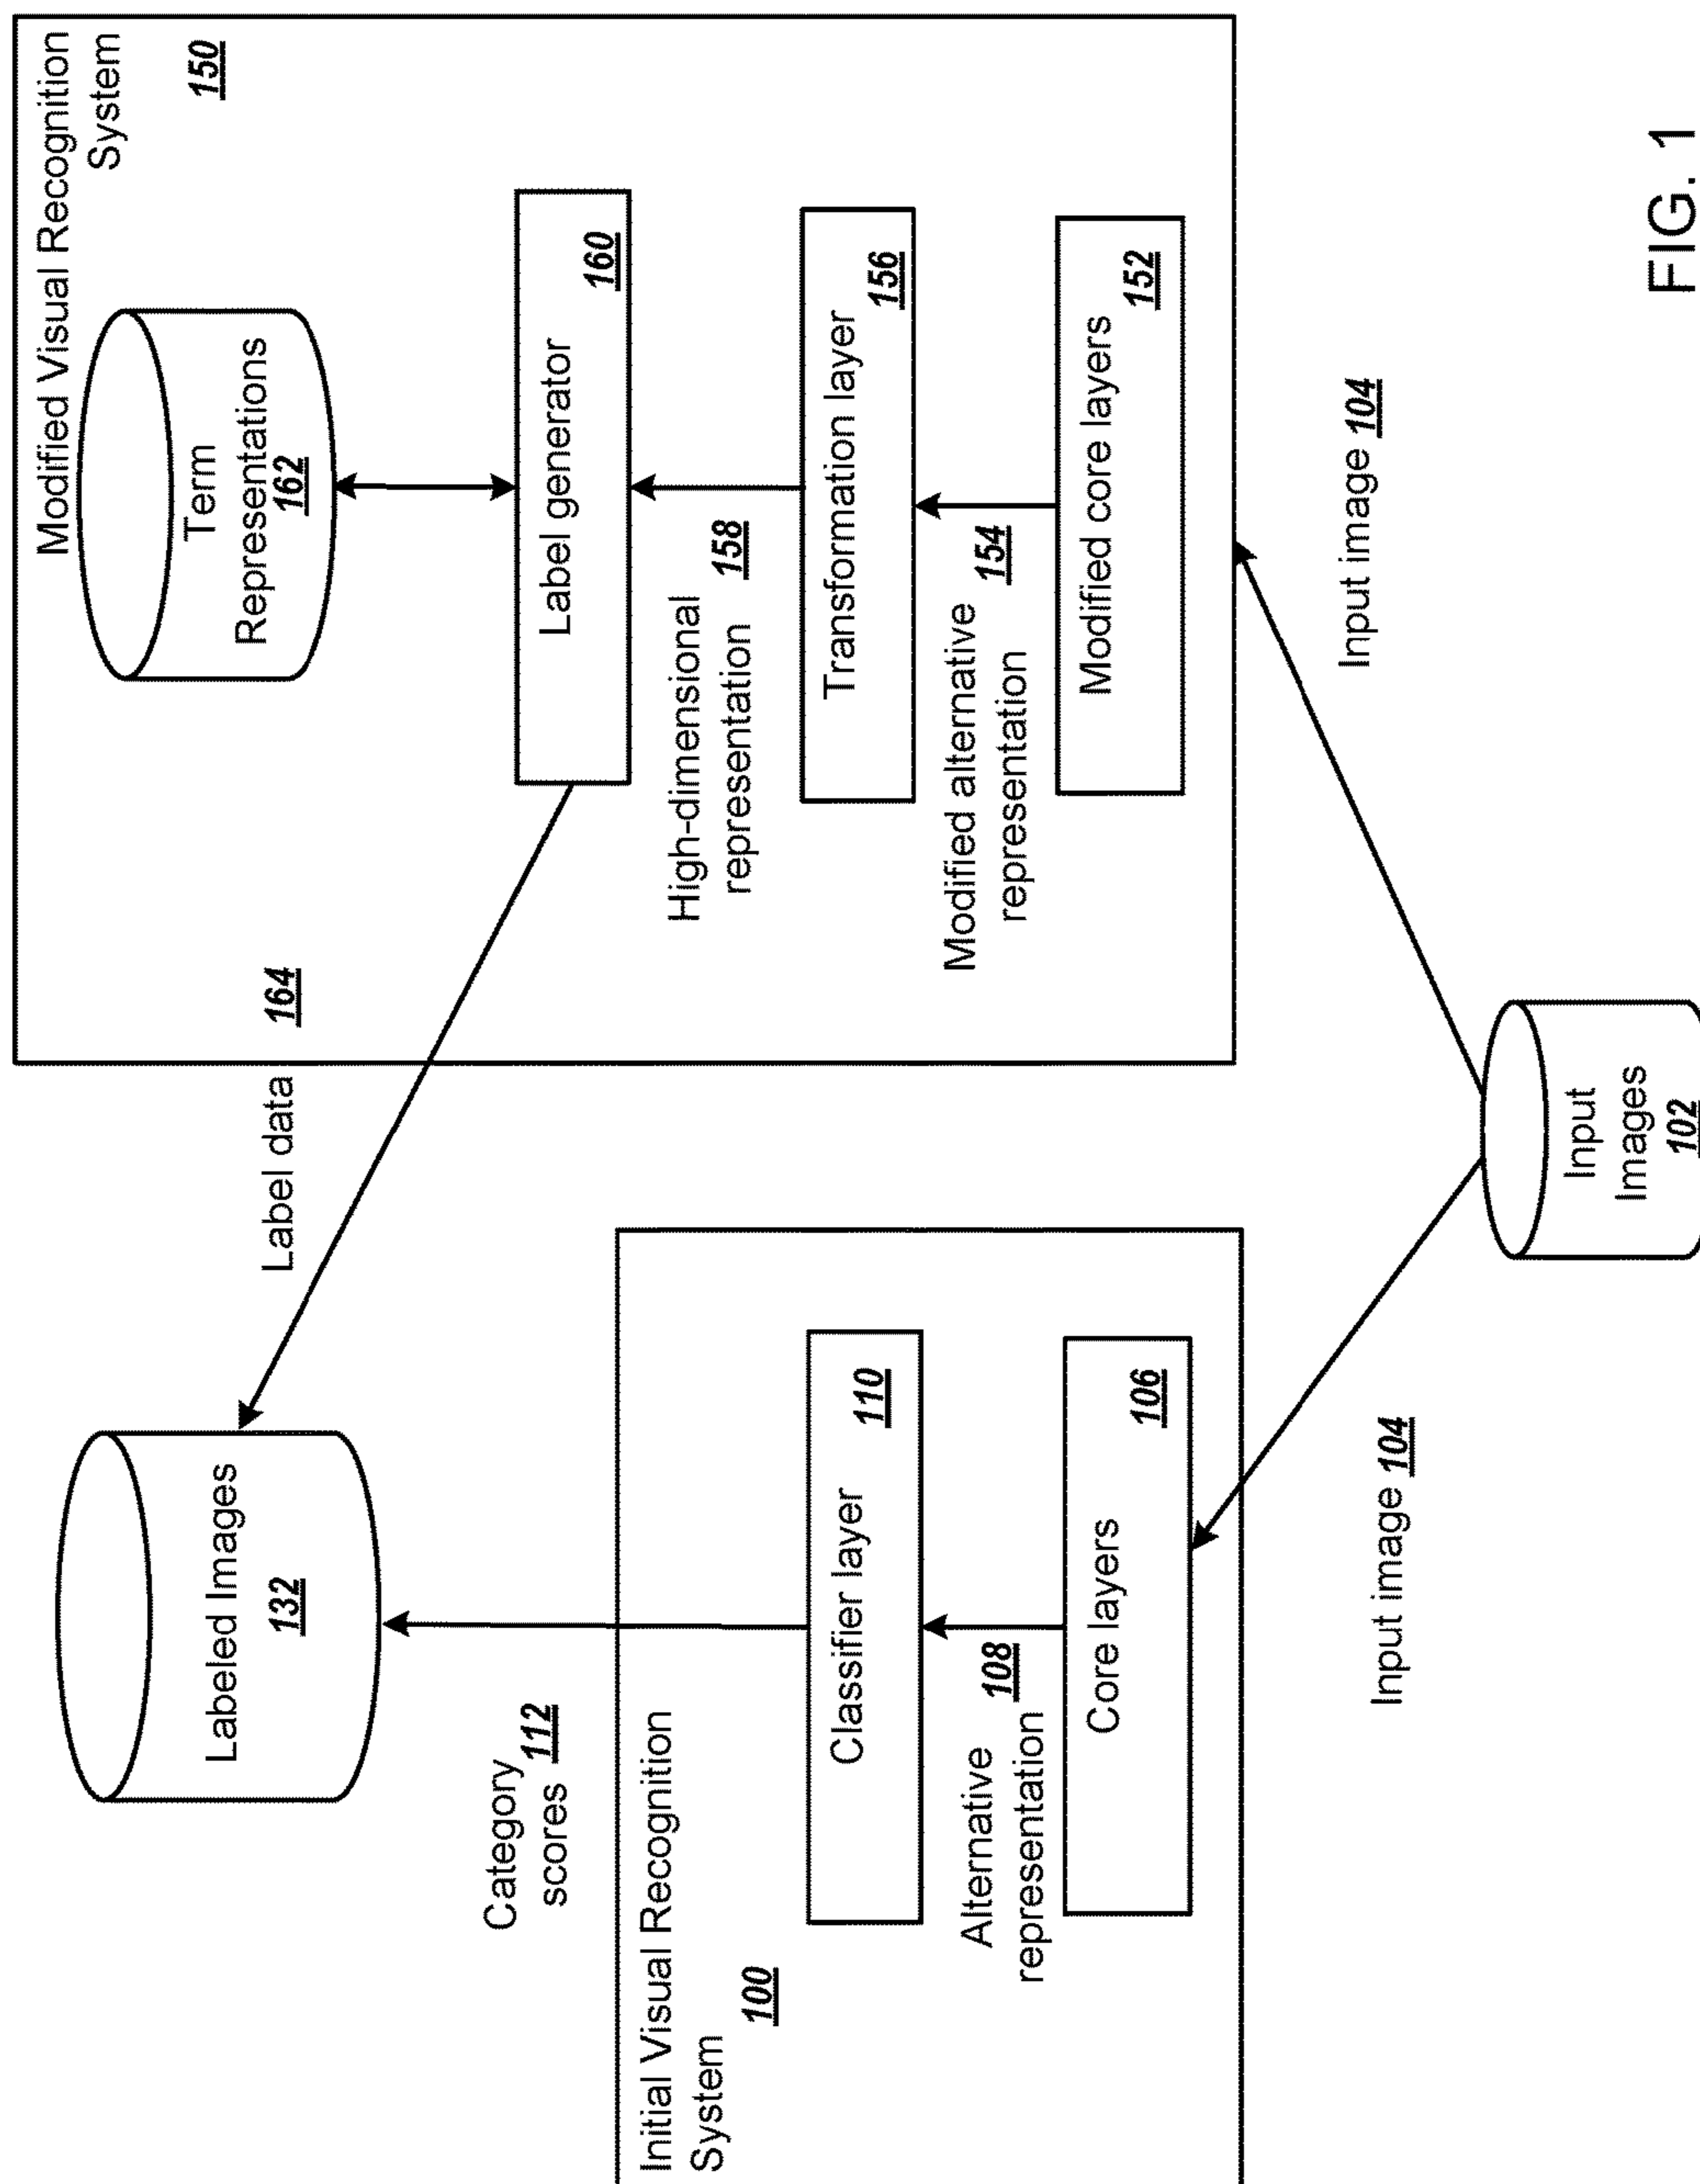 Labeled Images
132
Category
scores 112
Label data 164
Initial Visual Recognition
System
100
Classifier layer
110
Alternative
representation
108
Core layers
106
Input image 104
Modified Visual Recognition
System
150
Term
Representations
162
Label generator
160
High-dimensional
representation
158
Transformation layer
156
Modified alternative
representation
154
Modified core layers
152
Input image 104
Input
Images
102
FIG. 1